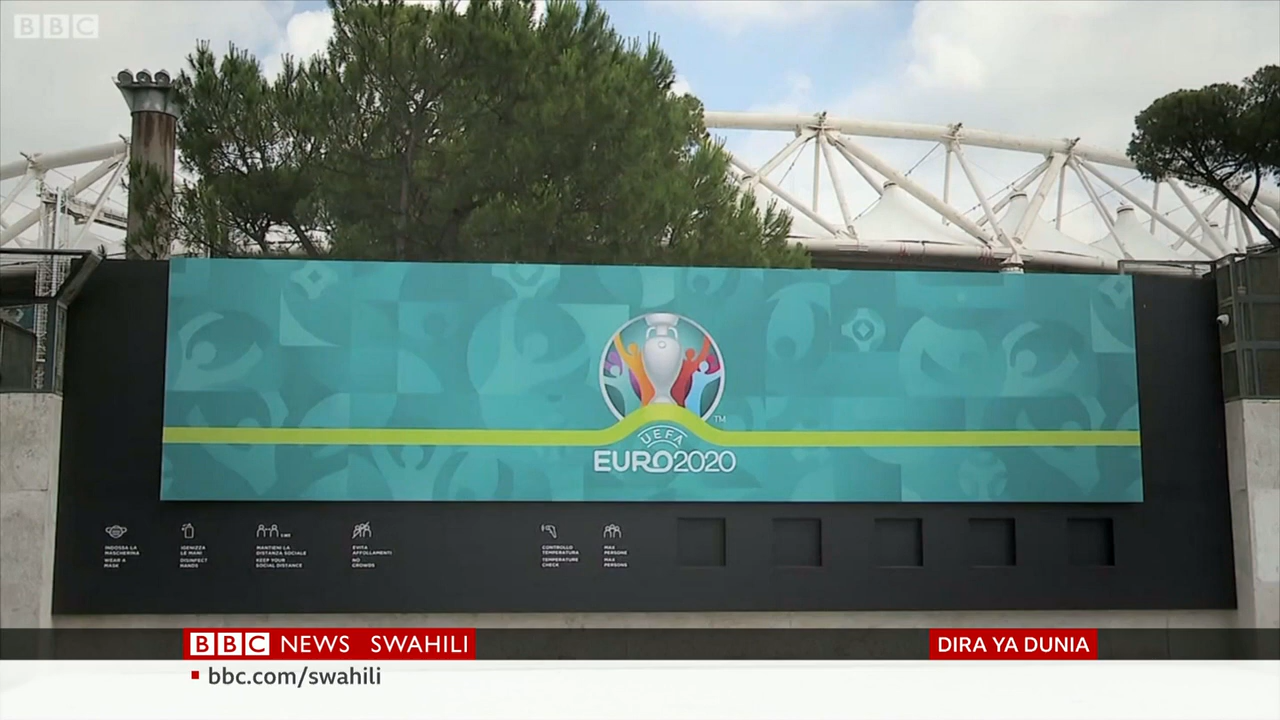 BBC
TM
UEFA
EURO2020
INDOSSA LA
MASCHERINA
WEAR A
MASK
IGENIZZA
LE MANI
DISINFECT
HANDS
MANTIENI LA
DISTANZA SOCIALE
KEEP YOUR
SOCIAL DISTANCE
EVITA
AFFOLLAMENTI
NO
CROWDS
CONTROLLO
TEMPERATURA
TEMPERATURE
CHECK
MAX
PERSONE
MAX
PERSONS
BBC NEWS SWAHILI
DIRA YA DUNIA
bbc.com/swahili